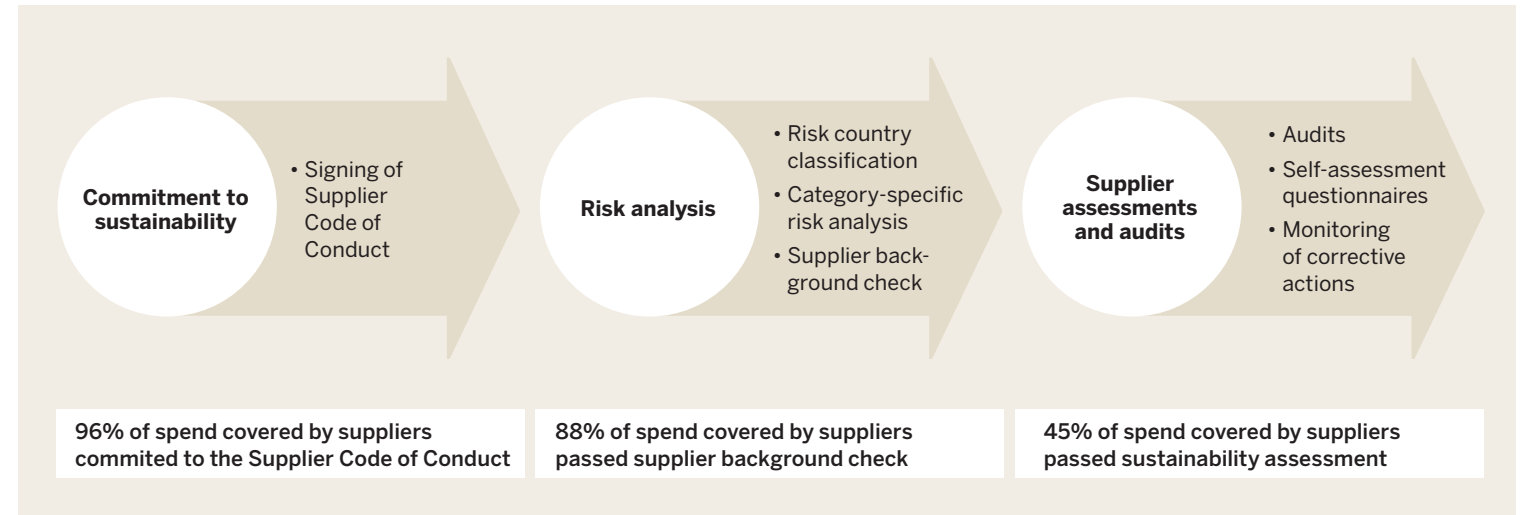 Commitment to
sustainability
• Signing of
Supplier
Code of
Conduct
Risk analysis
• Risk country
classification
• Category-specific
risk analysis
• Supplier back-
ground check
Supplier
assessments
and audits
• Audits
• Self-assessment
questionnaires
• Monitoring
of corrective
actions
96% of spend covered by suppliers
commited to the Supplier Code of Conduct
88% of spend covered by suppliers
passed supplier background check
45% of spend covered by suppliers
passed sustainability assessment